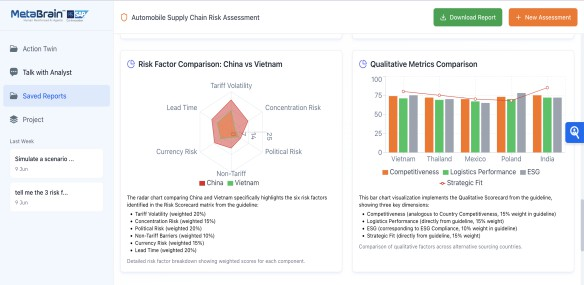 MetaBrain™
SAP
Automobile Supply Chain Risk Assessment
Download Report
+ New Assessment
Action Twin
Talk with Analyst
Saved Reports
Project
Last Week
Simulate a scenario ...
9 Jun
tell me the 3 risk f...
9 Jun
Risk Factor Comparison: China vs Vietnam
Tariff Volatility
Lead Time
Concentration Risk
7
14
25
Currency Risk
Political Risk
Non-Tariff
China
Vietnam
The radar chart comparing China and Vietnam specifically highlights the six risk factors
identified in the Risk Scorecard matrix from the guideline:
• Tariff Volatility (weighted 20%)
• Concentration Risk (weighted 15%)
• Political Risk (weighted 20%)
• Non-Tariff Barriers (weighted 10%)
• Currency Risk (weighted 15%)
• Lead Time (weighted 20%)
Detailed risk factor breakdown showing weighted scores for each component.
Qualitative Metrics Comparison
100
75
50
25
0
Vietnam
Thailand
Mexico
Poland
India
Competitiveness
Logistics Performance
ESG
Strategic Fit
This bar chart visualization implements the Qualitative Scorecard from the guideline,
showing three key dimensions:
• Competitiveness (analogous to Country Competitiveness, 15% weight in guideline)
• Logistics Performance (directly from guideline, 15% weight)
• ESG (corresponding to ESG Compliance, 10% weight in guideline)
• Strategic Fit (directly from guideline, 15% weight)
Comparison of qualitative factors across alternative sourcing countries.